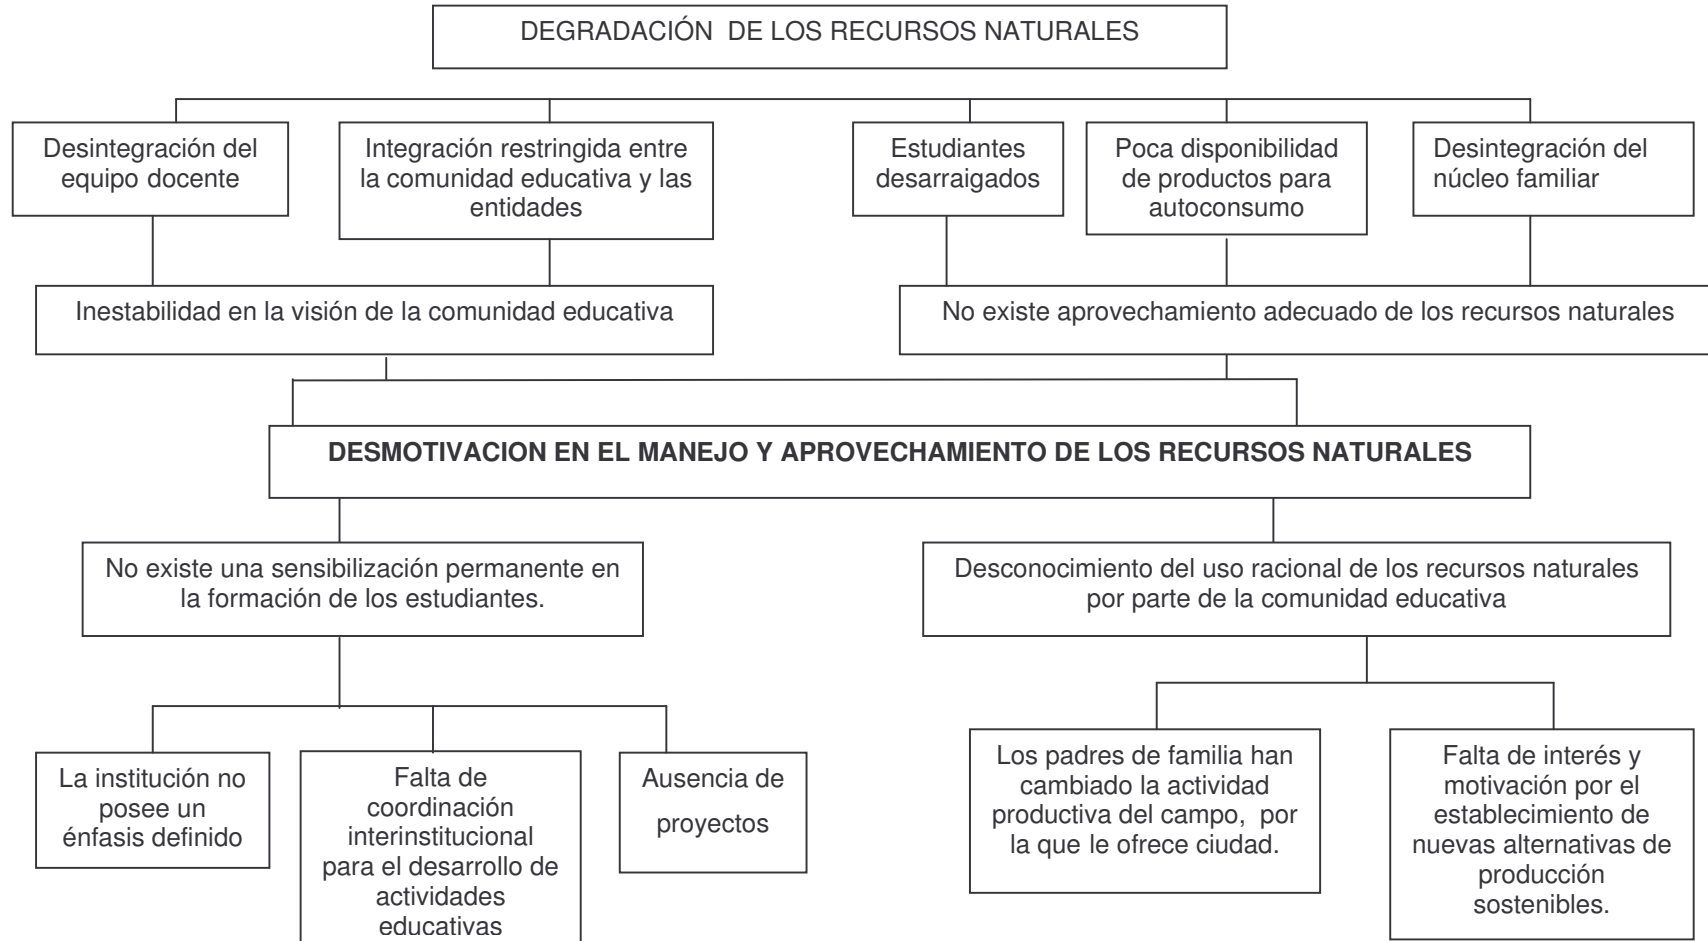 DEGRADACIÓN  DE LOS RECURSOS NATURALES
Desintegración del
equipo docente
Integración restringida entre
la comunidad educativa y las
entidades
Estudiantes
desarraigados
Poca disponibilidad
de productos para
autoconsumo
Desintegración del
núcleo familiar
Inestabilidad en la visión de la comunidad educativa
No existe aprovechamiento adecuado de los recursos naturales
DESMOTIVACION EN EL MANEJO Y APROVECHAMIENTO DE LOS RECURSOS NATURALES
No existe una sensibilización permanente en
la formación de los estudiantes.
Desconocimiento del uso racional de los recursos naturales
por parte de la comunidad educativa
La institución no
posee un
énfasis definido
Falta de
coordinación
interinstitucional
para el desarrollo de
actividades
educativas
Ausencia de
proyectos
Los padres de familia han
cambiado la actividad
productiva del campo,  por
la que le ofrece ciudad.
Falta de interés y
motivación por el
establecimiento de
nuevas alternativas de
producción
sostenibles.